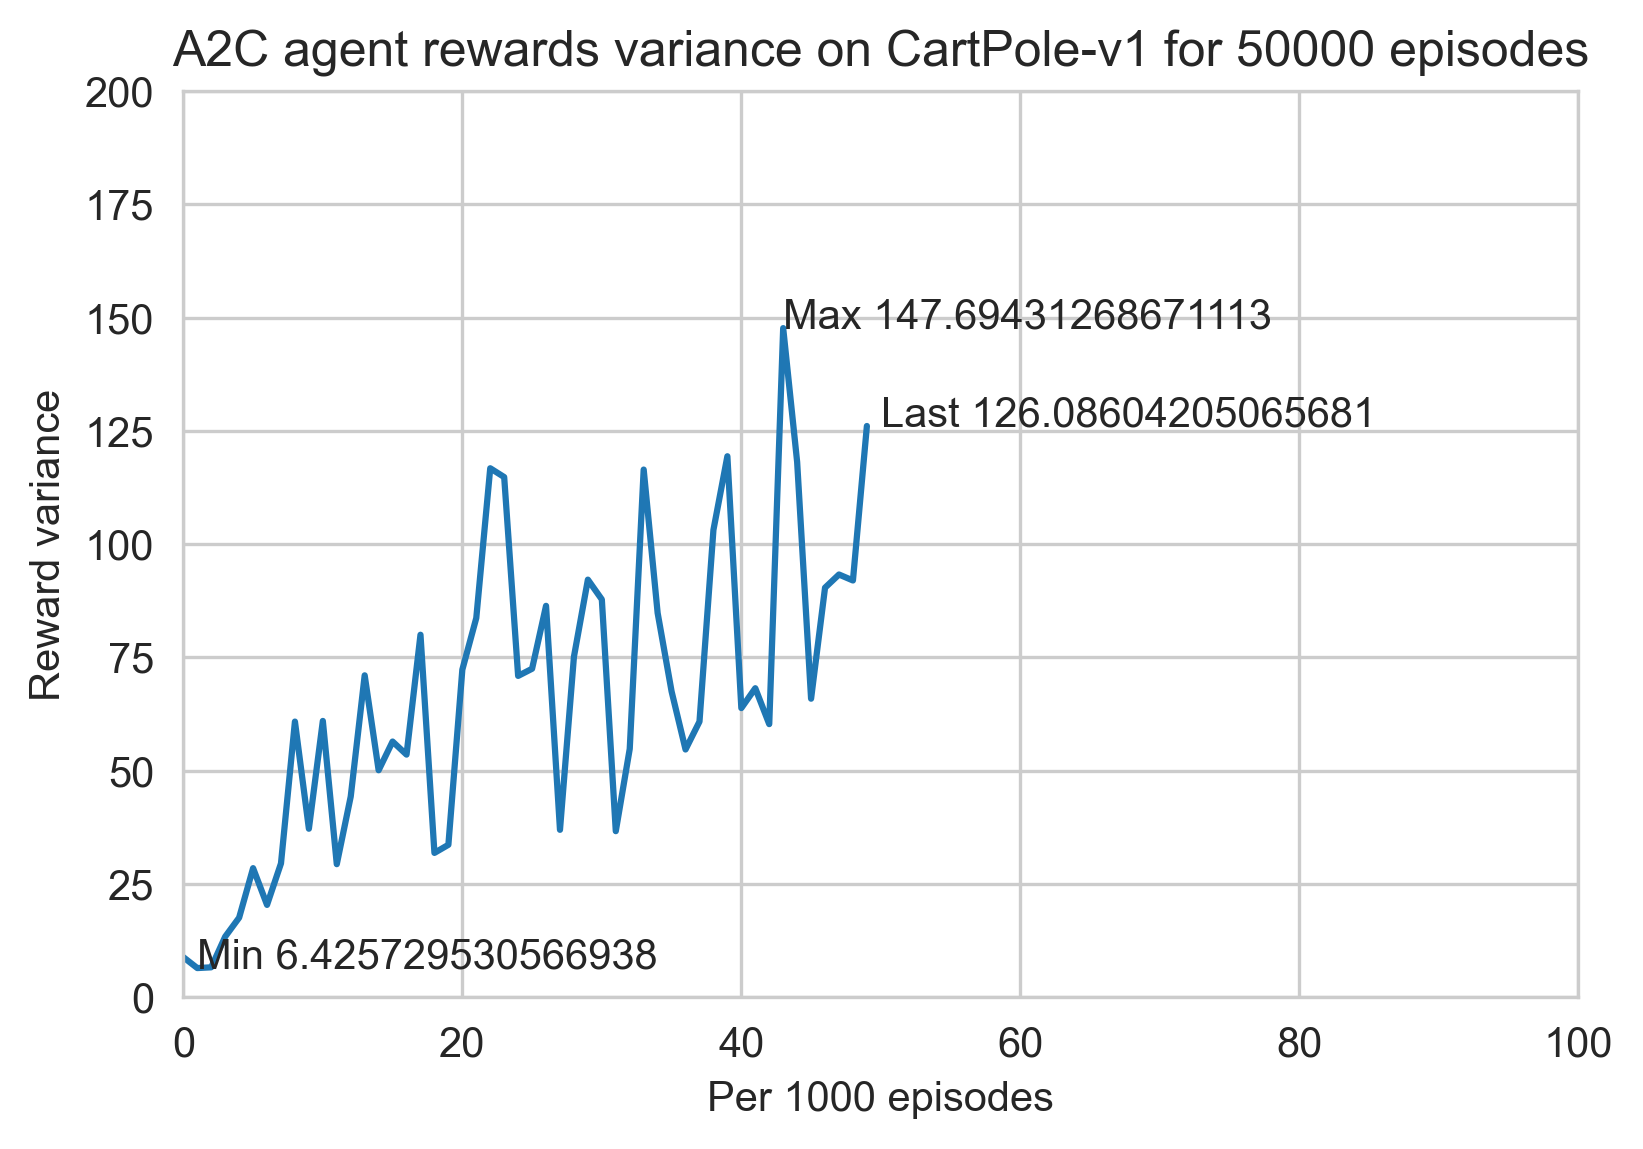 A2C agent rewards variance on CartPole-v1 for 50000 episodes
200
175
150
125
100
75
50
25
0
Reward variance
Max 147.69431268671113
Last 126.08604205065681
Min 6.4257295305669​38
0
20
40
60
80
100
Per 1000 episodes